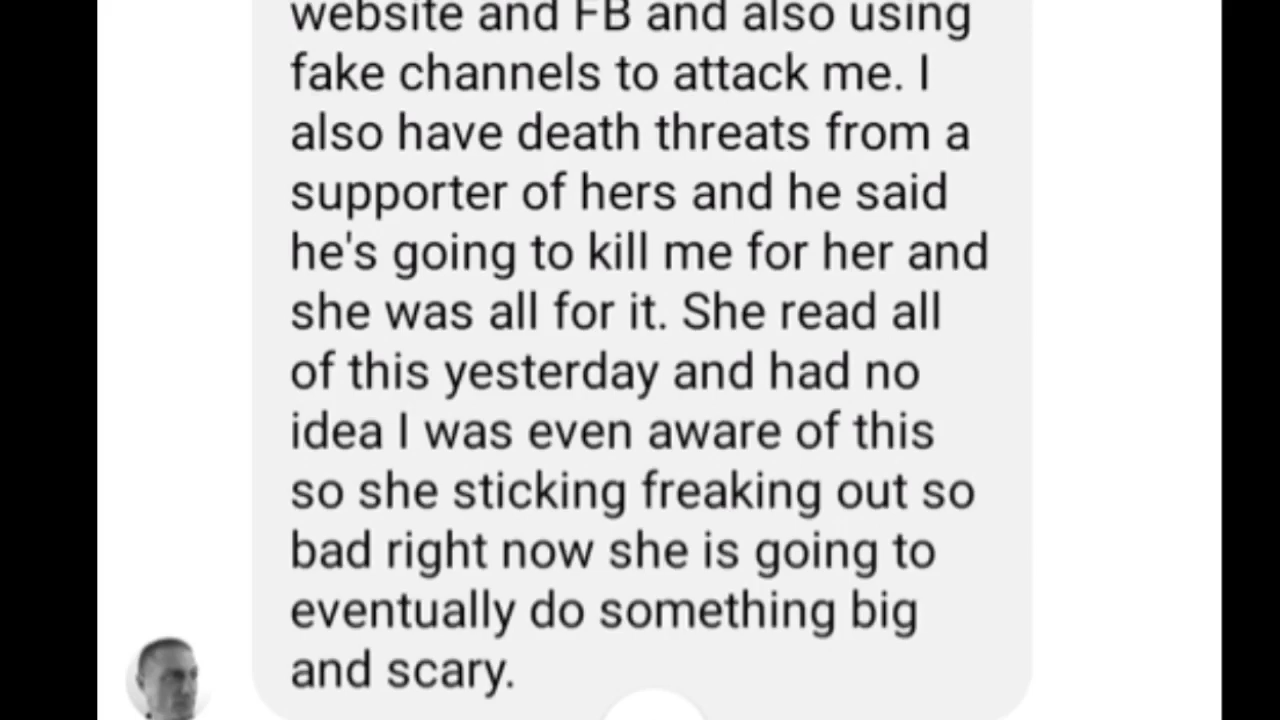 website and FB and also using
fake channels to attack me. I
also have death threats from a
supporter of hers and he said
he's going to kill me for her and
she was all for it. She read all
of this yesterday and had no
idea I was even aware of this
so she sticking freaking out so
bad right now she is going to
eventually do something big
and scary.